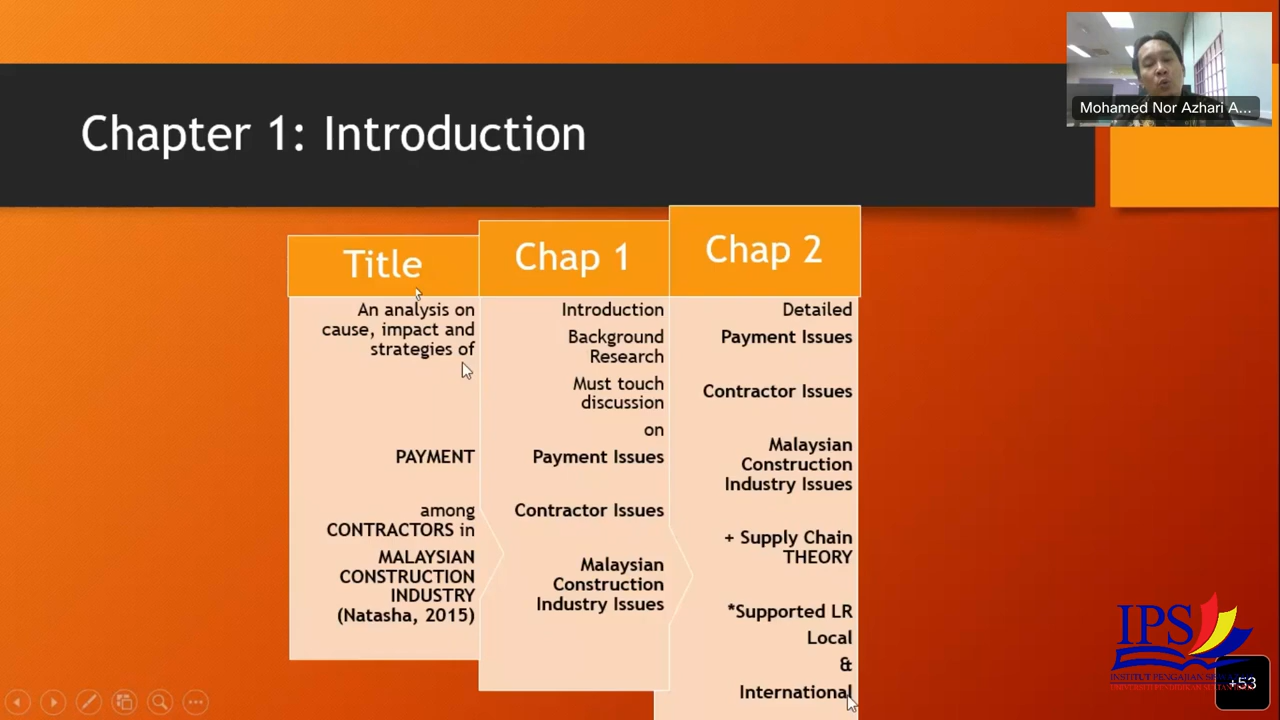 Mohamed Nor Azhari A...
Chapter 1: Introduction
Title
An analysis on
cause, impact and
strategies of
PAYMENT
among
CONTRACTORS in
MALAYSIAN
CONSTRUCTION
INDUSTRY
(Natasha, 2015)
Chap 1
Introduction
Background
Research
Must touch
discussion
on
Payment Issues
Contractor Issues
Malaysian
Construction
Industry Issues
Chap 2
Detailed
Payment Issues
Contractor Issues
Malaysian
Construction
Industry Issues
+ Supply Chain
THEORY
*Supported LR
Local
&
International
IPS
INSTITUT PENGAJIAN
+53